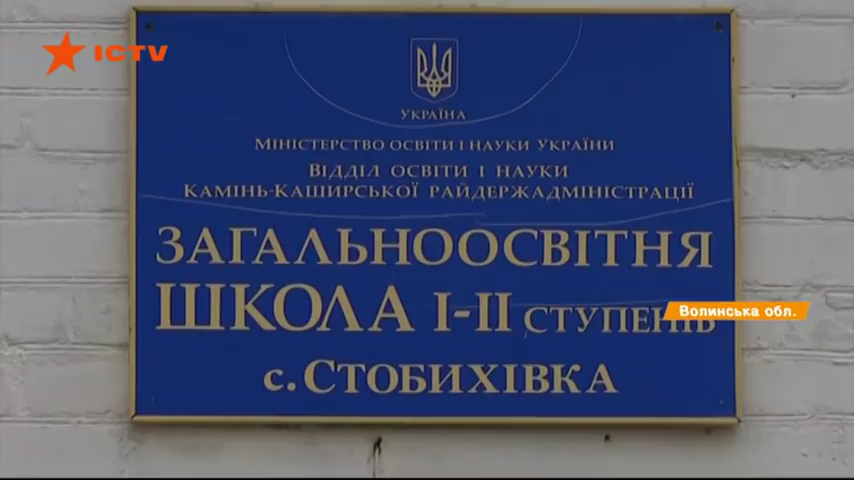 ICTV
УКРАЇНА
МІНІСТЕРСТВО ОСВІТИ І НАУКИ УКРАЇНИ
ВІДДІЛ ОСВІТИ І НАУКИ
КАМІНЬ-КАШИРСЬКОЇ РАЙДЕРЖАДМІНІСТРАЦІЇ
ЗАГАЛЬНООСВІТНЯ
ШКОЛА І-ІІ СТУПЕНІВ
Волинська обл.
с. СТОБИХІВКА